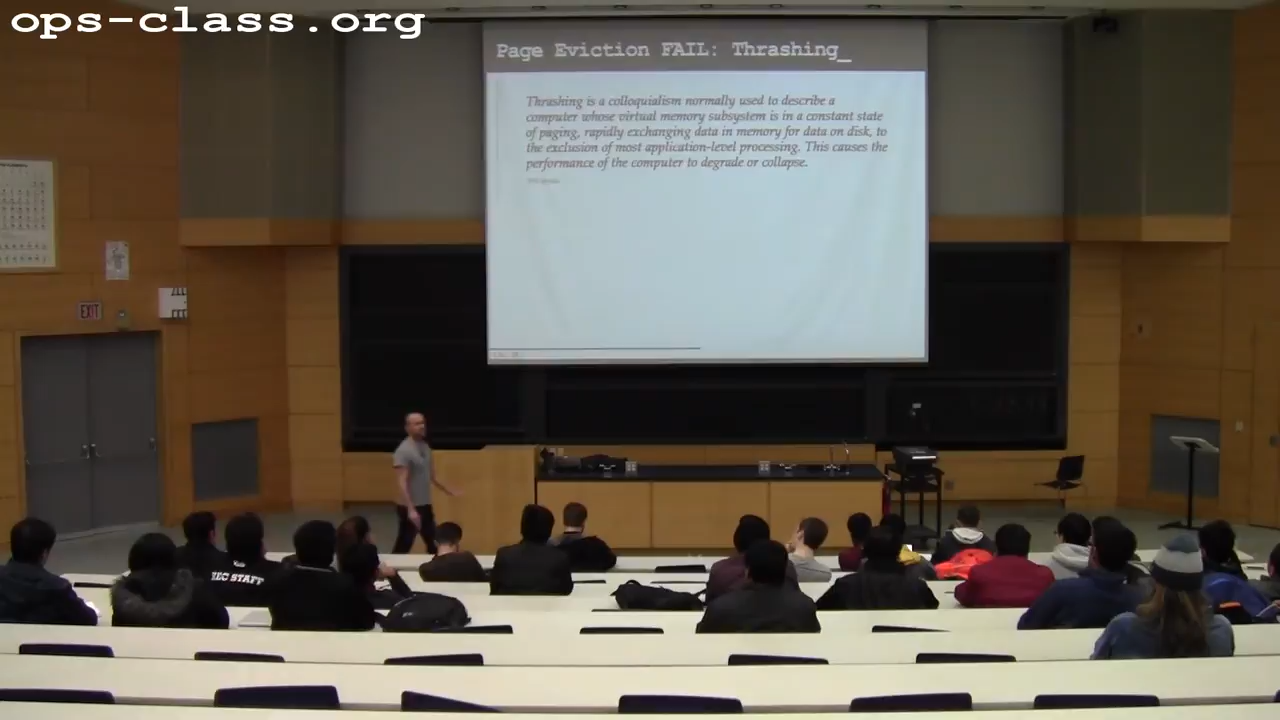 ops-class.org
Page Eviction FAIL: Thrashing_
Thrashing is a colloquialism normally used to describe a
computer whose virtual memory subsystem is in a constant state
of paging, rapidly exchanging data in memory for data on disk, to
the exclusion of most application-level processing. This causes the
performance of the computer to degrade or collapse.
EXIT
REC STAFF